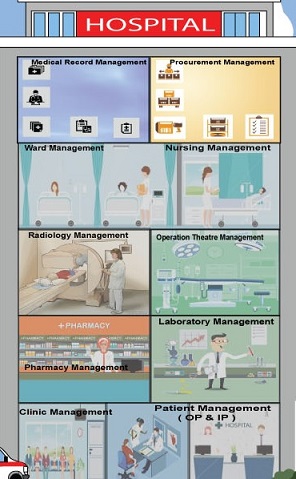 HOSPITAL
Medical Record Management
Procurement Management
Ward Management
Nursing Management
Radiology Management
Operation Theatre Management
+PHARMACY
Laboratory Management
PHARMACY
Pharmacy Management
Clinic Management
Patient Management
( OP & IP )
HOSPITAL